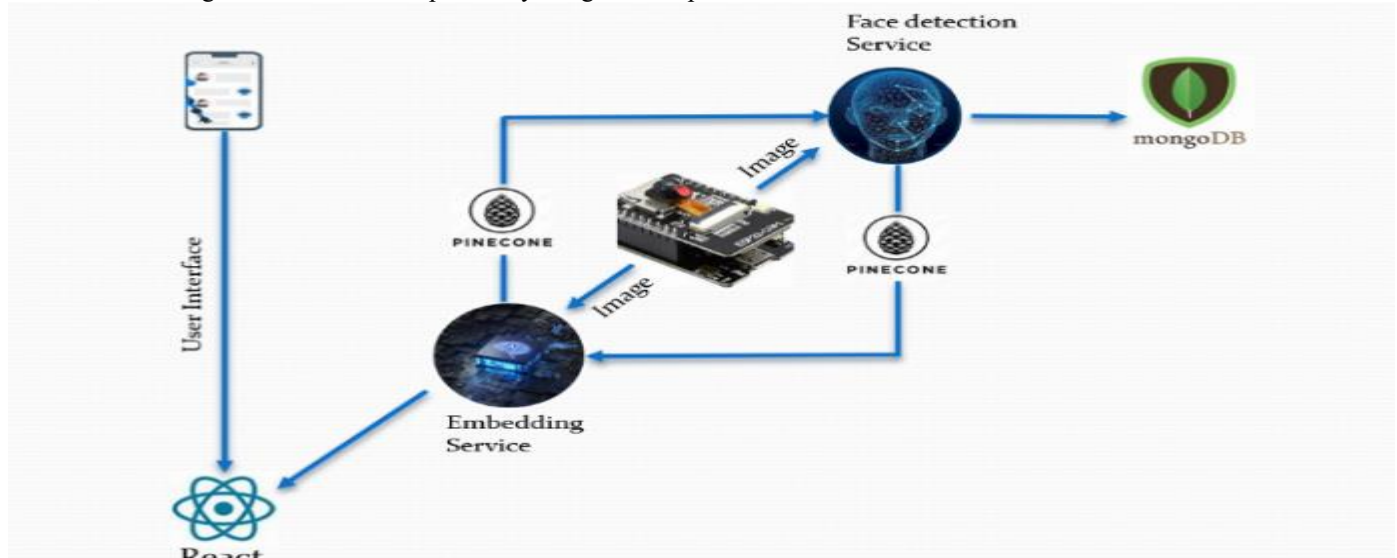 Face detection
Service
mongoDB
Image
PINECONE
PINECONE
User Interface
Image
Embedding
Service
React